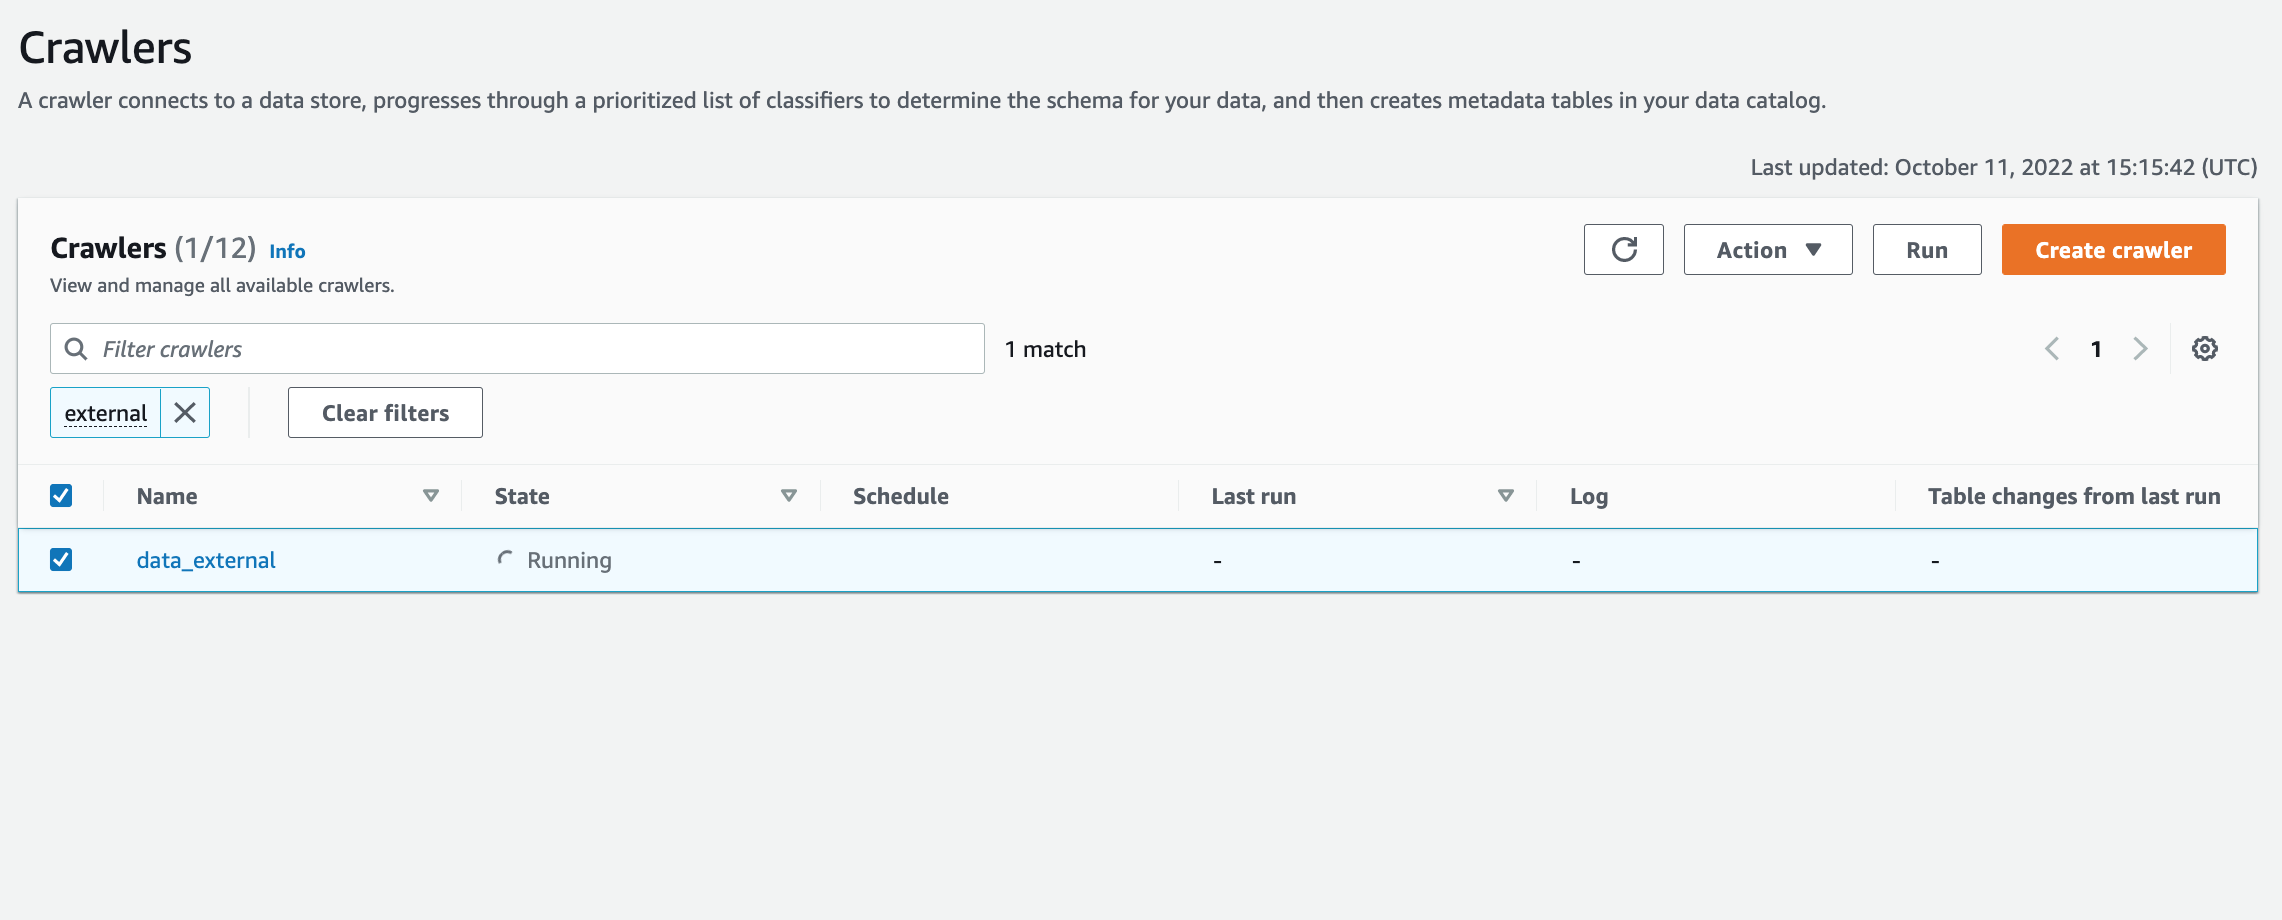 Crawlers
A crawler connects to a data store, progresses through a prioritized list of classifiers to determine the schema for your data, and then creates metadata tables in your data catalog.
Last updated: October 11, 2022 at 15:15:42 (UTC)
Crawlers (1/12) Info
View and manage all available crawlers.
Action Run Create crawler
Filter crawlers 1 match 1
external Clear filters
Name State Schedule Last run Log Table changes from last run
data_external Running - - -